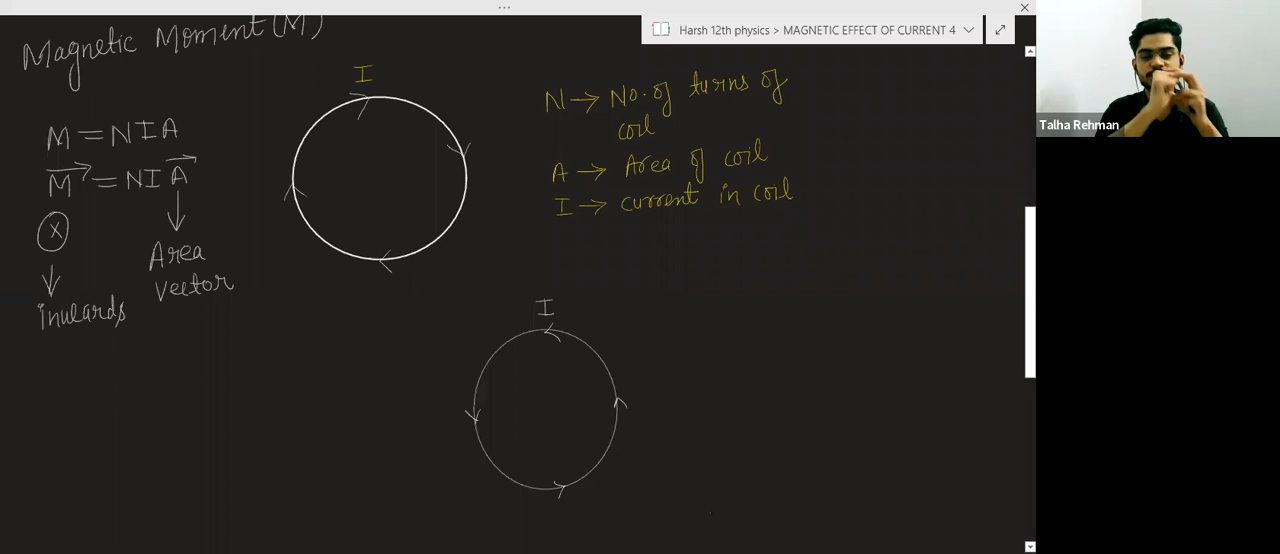 Harsh 12th physics > MAGNETIC EFFECT OF CURRENT 4
Talha Rehman
Magnetic Moment (M)
M = NIA
M⃗ = NI A⃗
X
inwards
Area
vector
I
N → No. of turns of
coil
A → Area of coil
I → current in coil
I